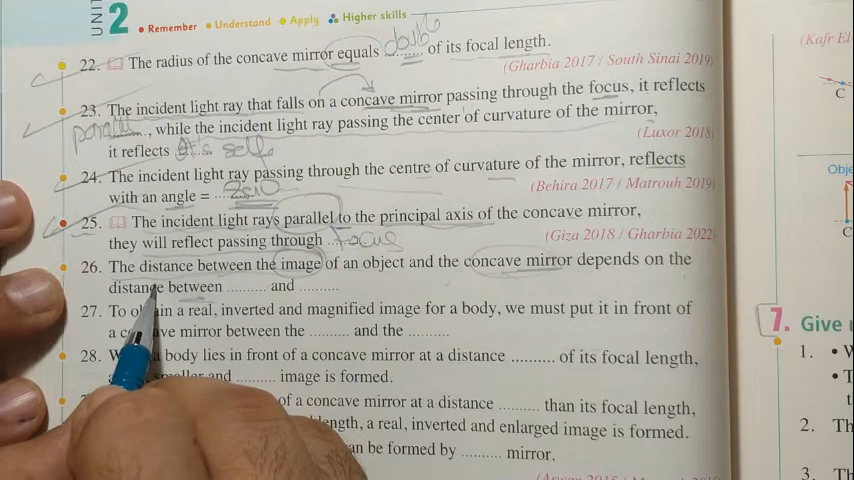 UNIT 2
Remember Understand Apply Higher skills
22. The radius of the concave mirror equals double of its focal length.
(Gharbia 2017 / South Sinai 2019)
23. The incident light ray that falls on a concave mirror passing through the focus, it reflects
parallel, while the incident light ray passing the center of curvature of the mirror,
(Luxor 2018)
it reflects .... self
24. The incident light ray passing through the centre of curvature of the mirror, reflects
with an angle = ....zero
(Behira 2017 / Matrouh 2019)
25. The incident light rays parallel to the principal axis of the concave mirror,
they will reflect passing through ..focus
(Giza 2018 / Gharbia 2022)
26. The distance between the image of an object and the concave mirror depends on the
distance between .......... and ..........
27. To obtain a real, inverted and magnified image for a body, we must put it in front of
a concave mirror between the .......... and the ..........
28. a body lies in front of a concave mirror at a distance .......... of its focal length,
and .......... image is formed.
of a concave mirror at a distance .......... than its focal length,
length, a real, inverted and enlarged image is formed.
an be formed by .......... mirror.
(Kafr El
C
Obje
C
7. Give
1. • W
• T
t
2. Th
3. Th